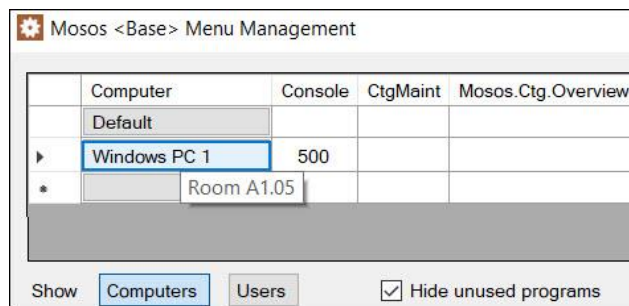 Mosos <Base> Menu Management
Computer Console CtgMaint Mosos.Ctg.Overview
Default
Windows PC 1 500
Room A1.05
Show Computers Users Hide unused programs